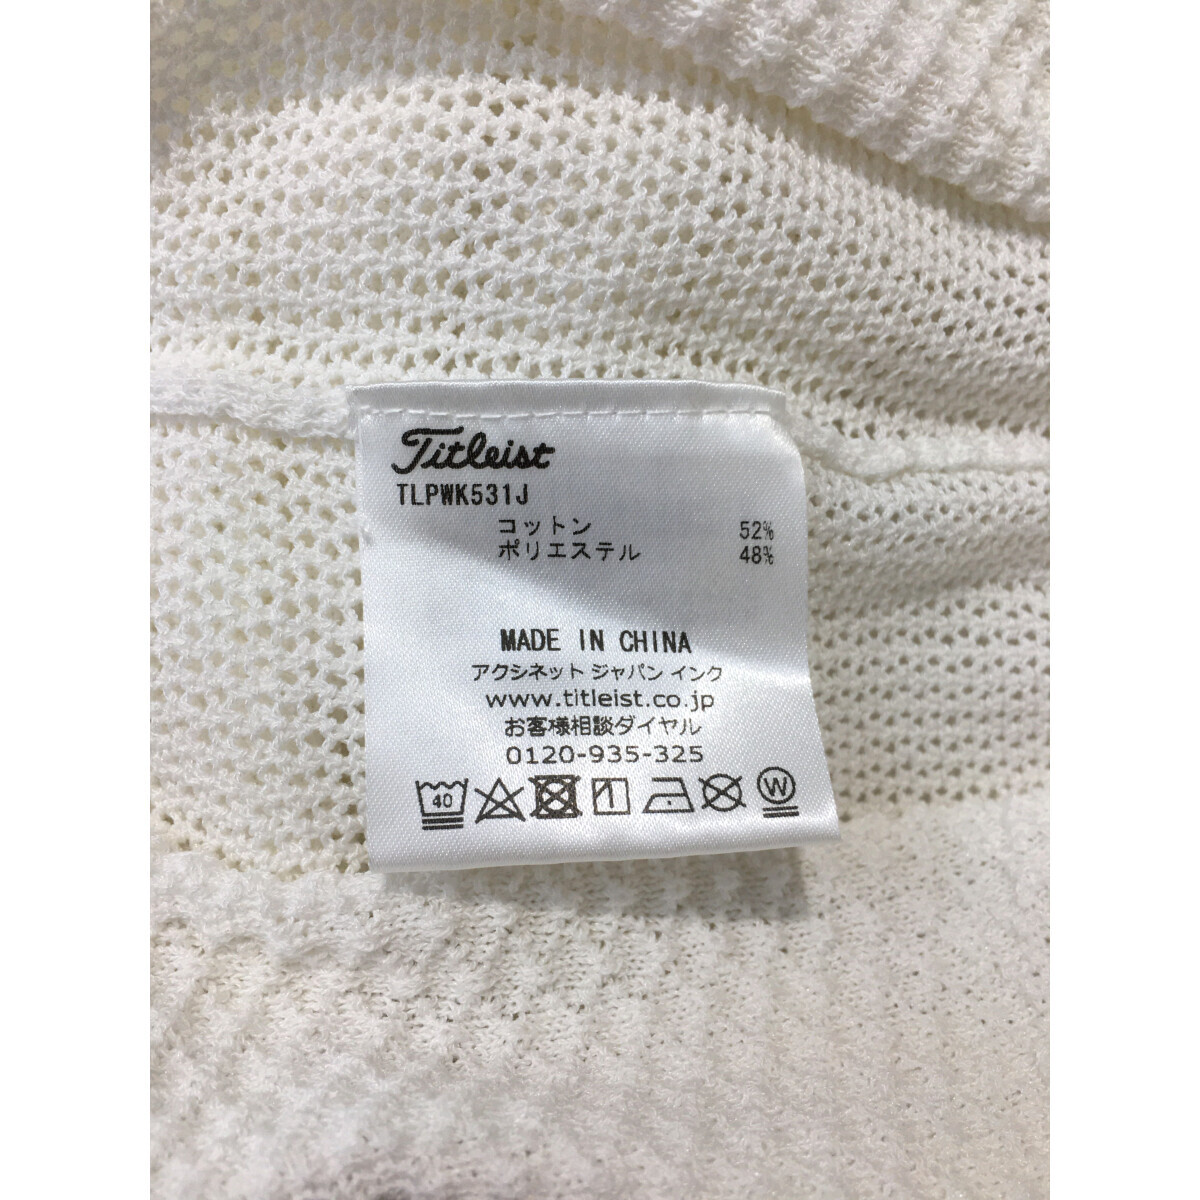 Titleist
TLPWK531J
コットン 52%
ポリエステル 48%
MADE IN CHINA
アクシネット ジャパン インク
www.titleist.co.jp
お客様相談ダイヤル
0120-935-325
40 W